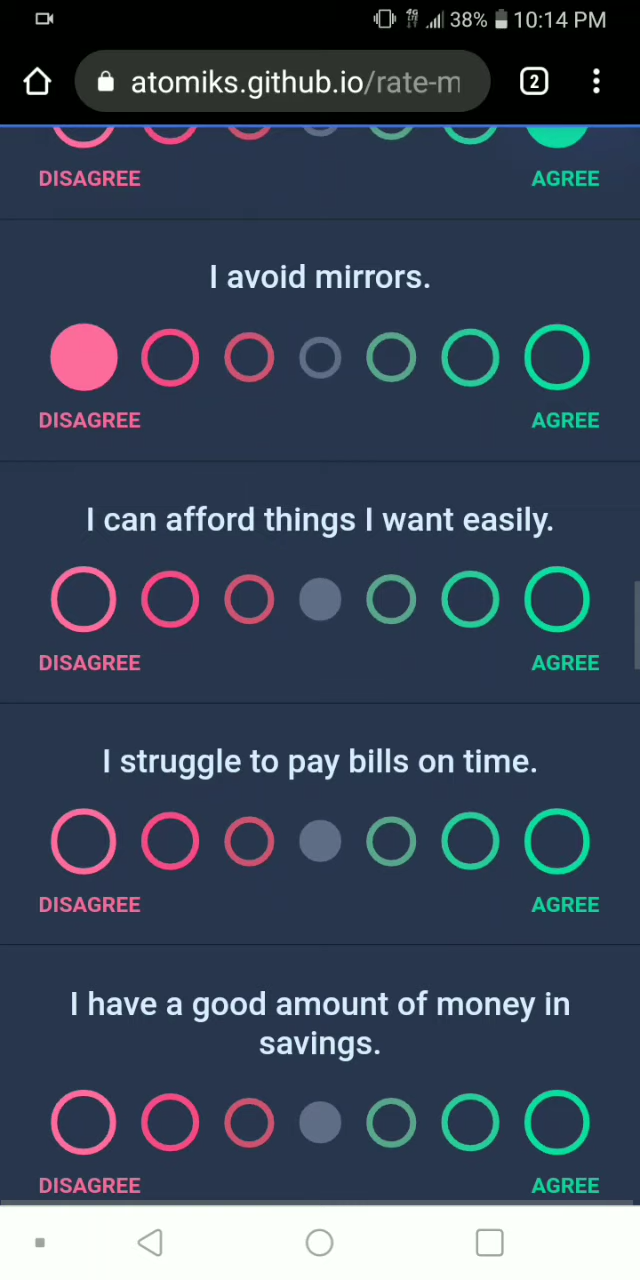 4G LTE 38% 10:14 PM
atomiks.github.io/rate-m 2
DISAGREE AGREE
I avoid mirrors.
DISAGREE AGREE
I can afford things I want easily.
DISAGREE AGREE
I struggle to pay bills on time.
DISAGREE AGREE
I have a good amount of money in
savings.
DISAGREE AGREE